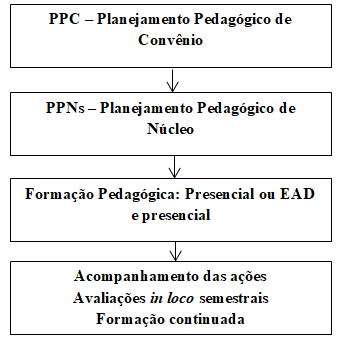 PPC – Planejamento Pedagógico de
Convênio
PPNs – Planejamento Pedagógico de
Núcleo
Formação Pedagógica: Presencial ou EAD
e presencial
Acompanhamento das ações
Avaliações in loco semestrais
Formação continuada